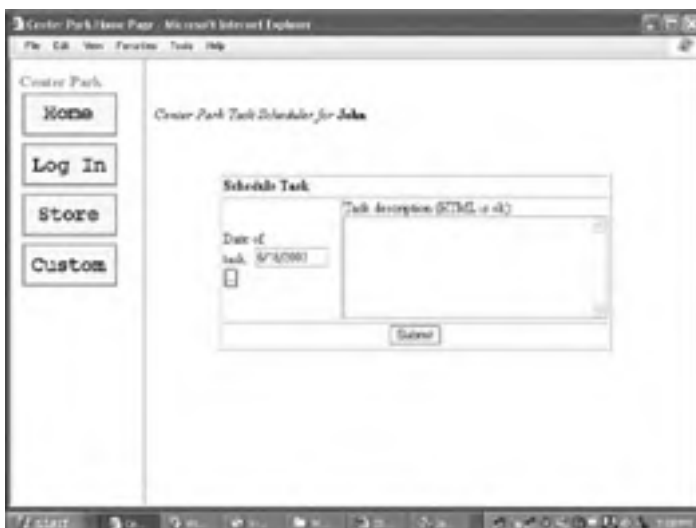 Center Park Home Page - Microsoft Internet Explorer
File Edit View Favorites Tools Help
Center Park
Home
Log In
Store
Custom
Center Park Task Scheduler for John
Schedule Task
Task description (HTML is ok)
Date of
task
...
Submit
start